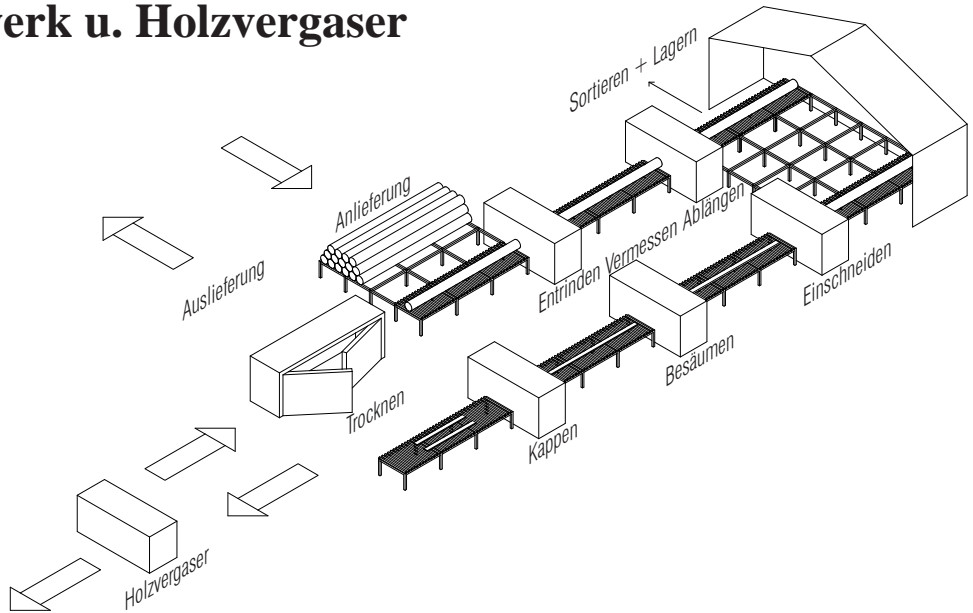 erk u. Holzvergaser
Sortieren + Lagern
Anlieferung
Entrinden Vermessen Ablängen
Auslieferung
Einschneiden
Besäumen
Trocknen
Kappen
Holzvergaser